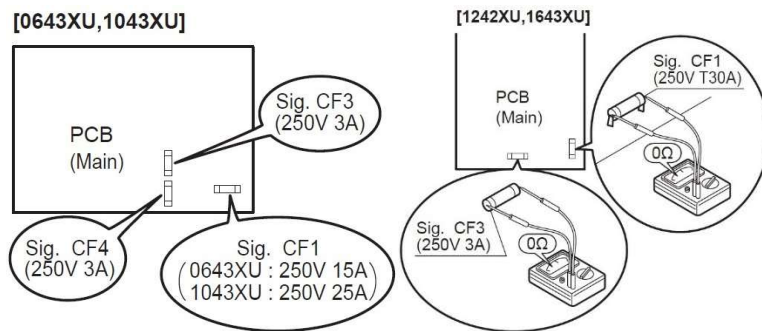 [0643XU,1043XU]
PCB
(Main)
Sig. CF3
(250V 3A)
Sig. CF4
(250V 3A)
Sig. CF1
(0643XU : 250V 15A
1043XU : 250V 25A)
[1242XU,1643XU]
PCB
(Main)
Sig. CF1
(250V T30A)
0Ω
Sig. CF3
(250V 3A)
0Ω